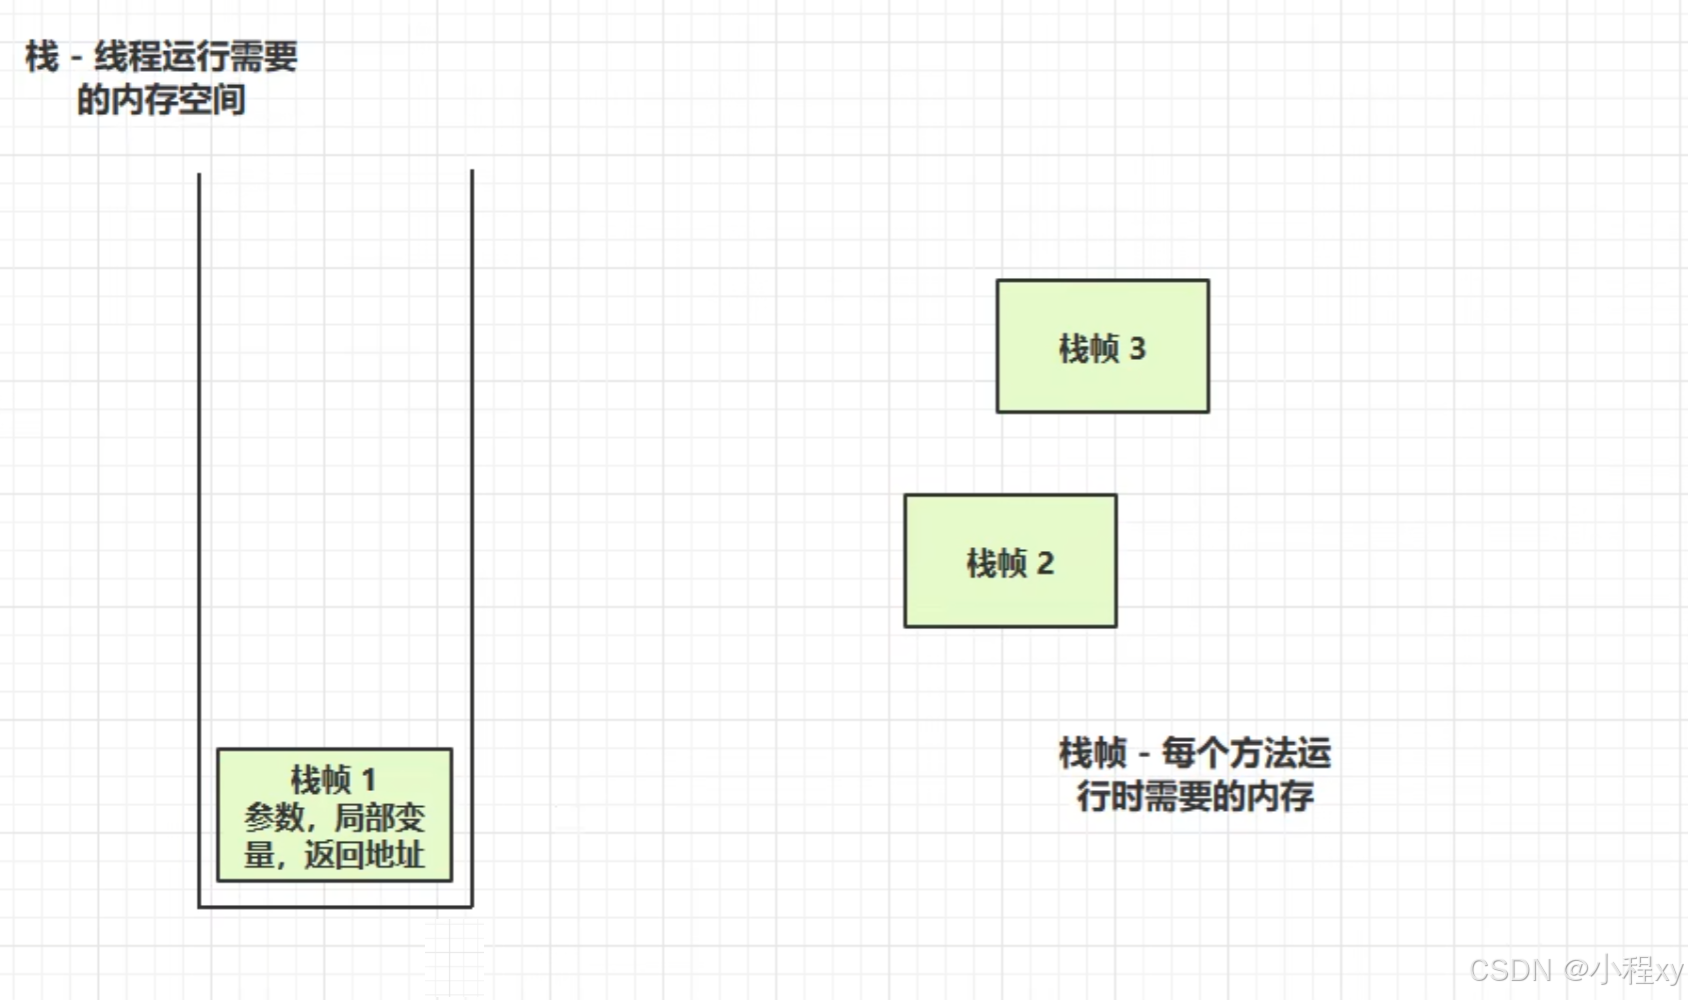 栈 - 线程运行需要
的内存空间
栈帧 3
栈帧 2
栈帧 - 每个方法运
行时需要的内存
栈帧 1
参数，局部变
量，返回地址
CSDN @小程xy